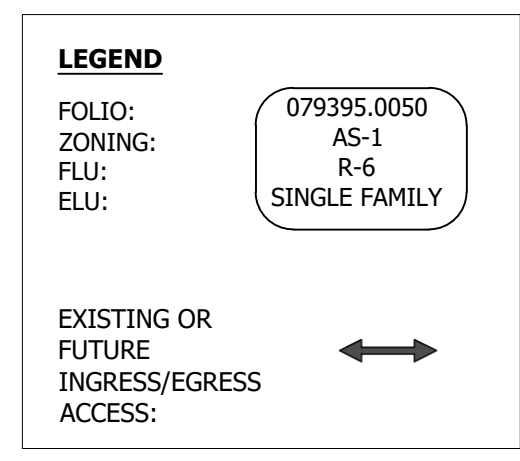 LEGEND
FOLIO: 079395.0050
ZONING: AS-1
FLU: R-6
ELU: SINGLE FAMILY
EXISTING OR
FUTURE
INGRESS/EGRESS
ACCESS: